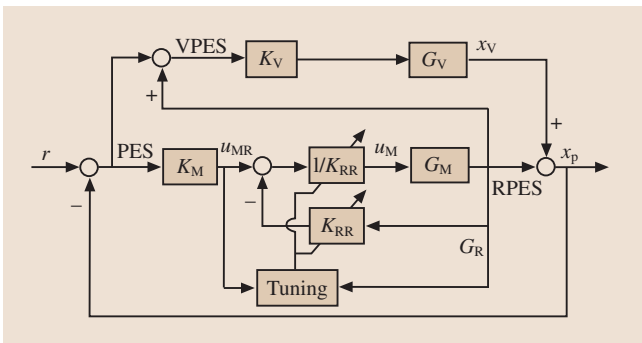 VPES
K_V
G_V
x_V
+
+
r
PES
K_M
u_MR
1/K_RR
u_M
G_M
RPES
x_p
−
−
K_RR
G_R
Tuning